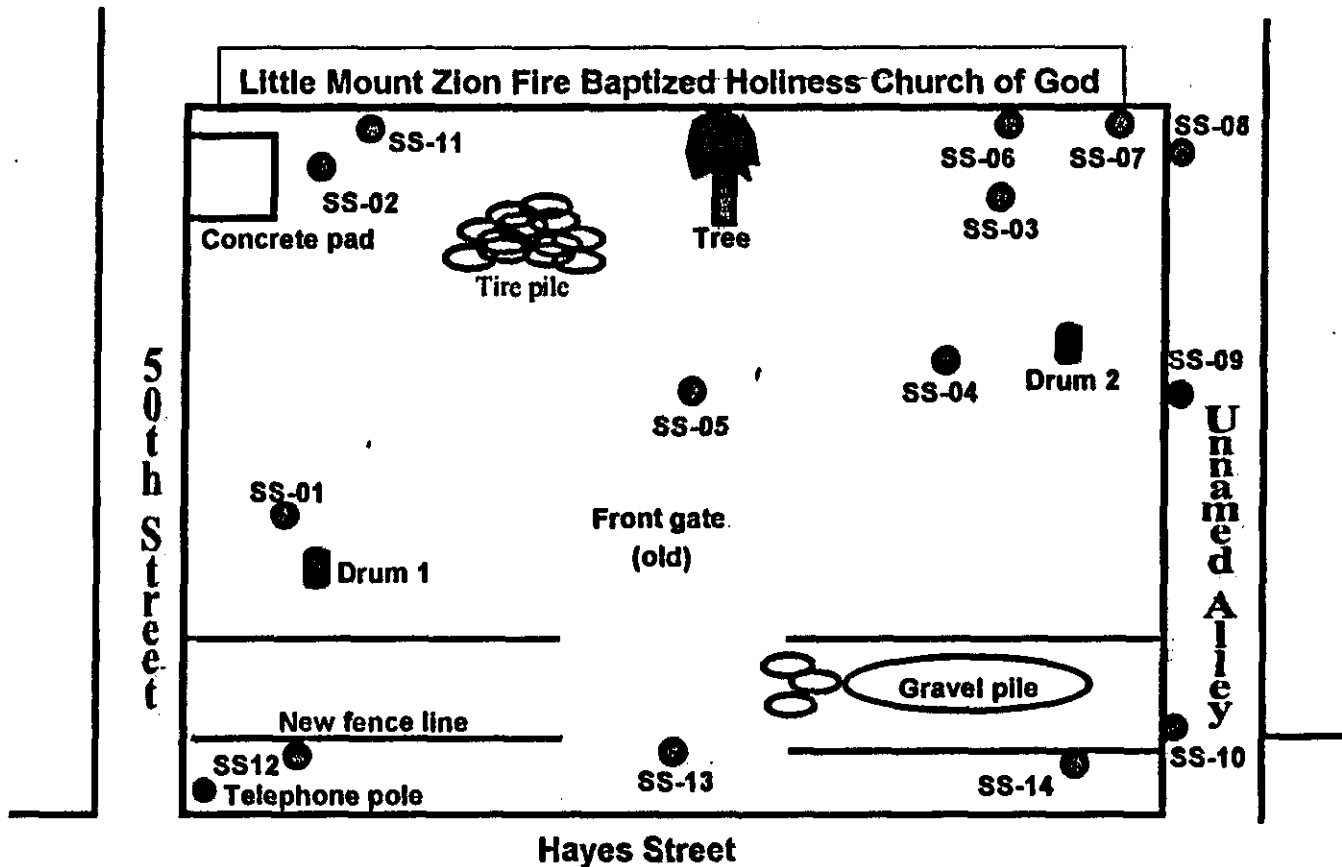 Little Mount Zion Fire Baptized Holiness Church of God
SS-11
SS-06
SS-07
SS-08
SS-02
SS-03
Concrete pad
Tree
Tire pile
50th Street
SS-09
SS-04
Drum 2
SS-05
Unnamed Alley
SS-01
Front gate
(old)
Drum 1
Gravel pile
New fence line
SS12
SS-13
SS-14
SS-10
Telephone pole
Hayes Street